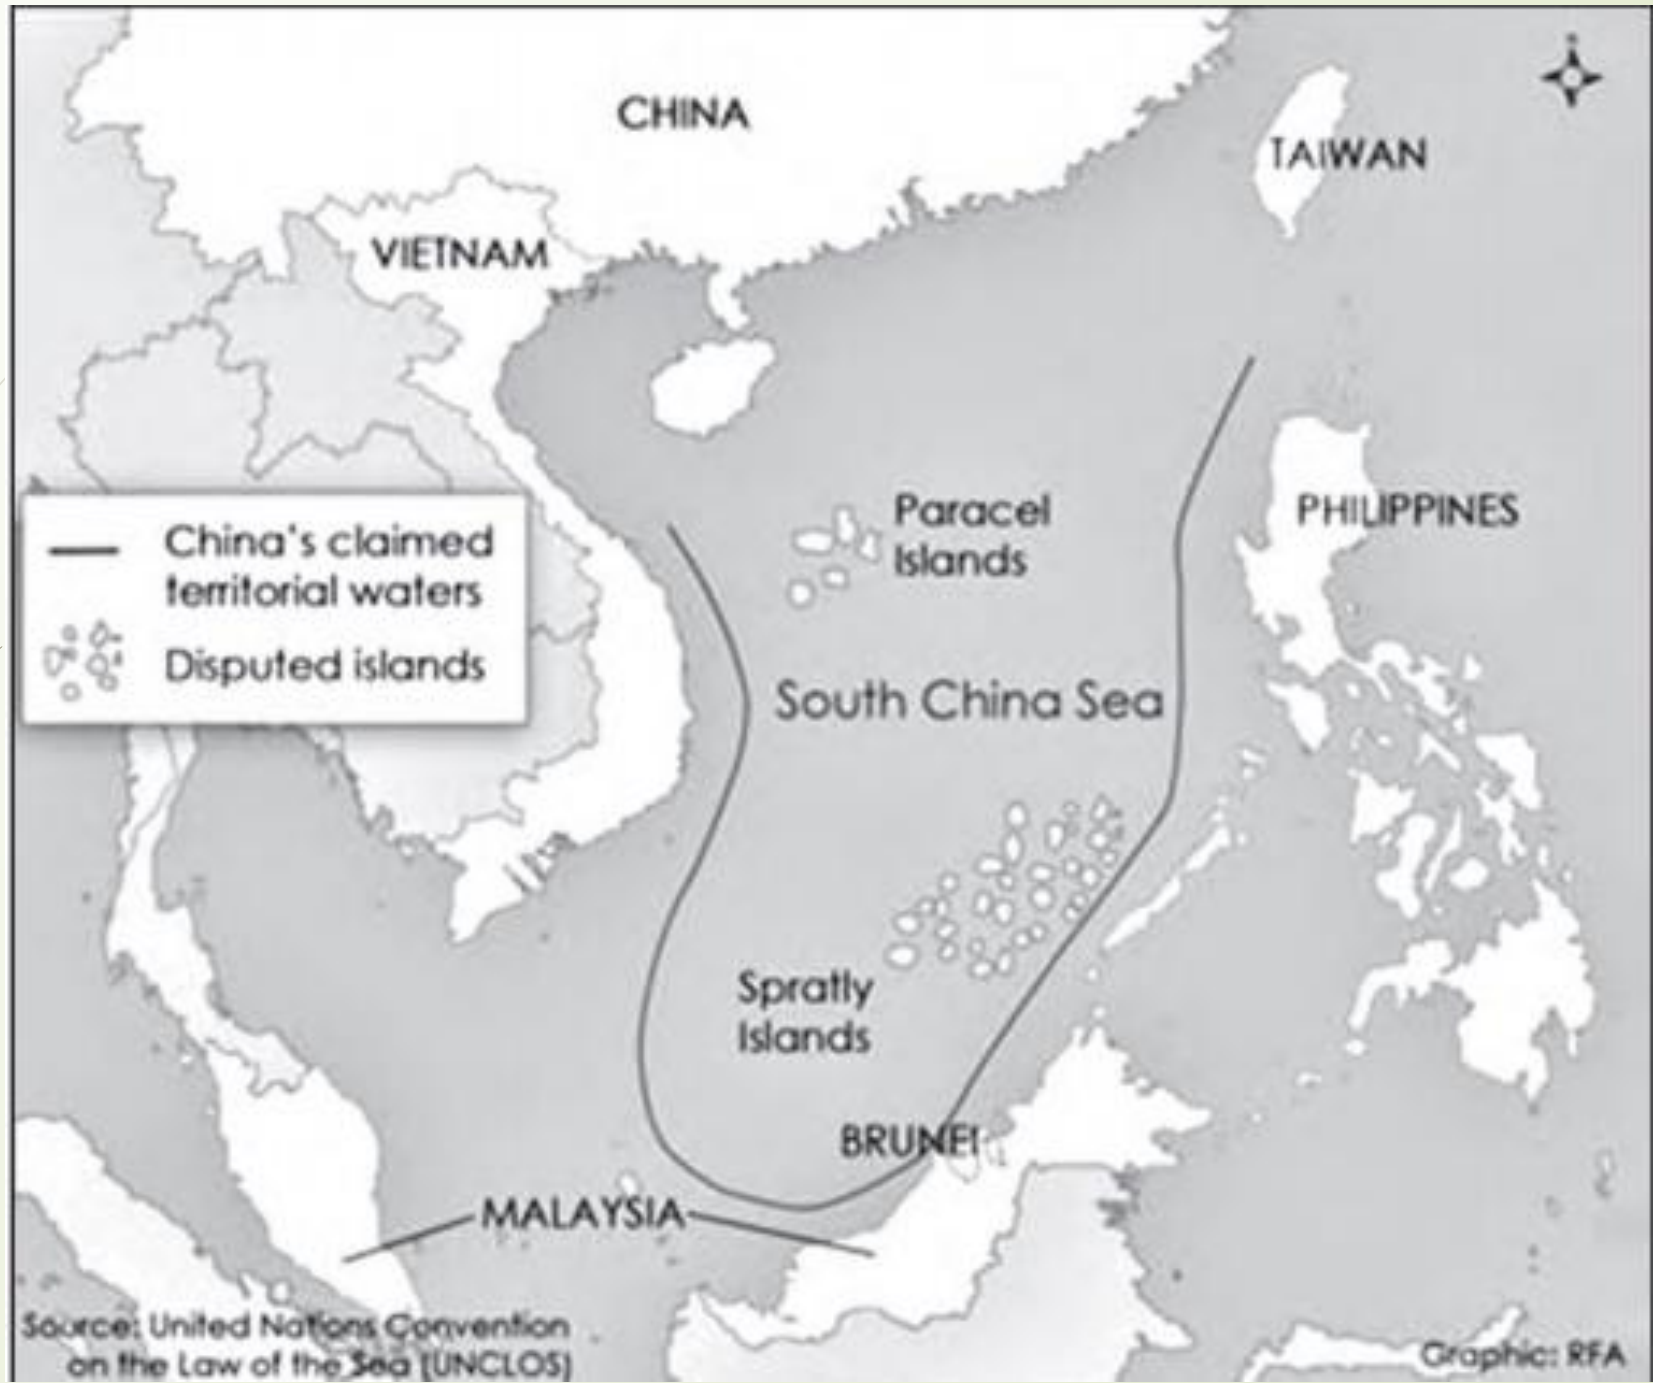 CHINA
TAIWAN
VIETNAM
Paracel
Islands
PHILIPPINES
China's claimed
territorial waters
Disputed islands
South China Sea
Spratly
Islands
BRUNEI
MALAYSIA
Source: United Nations Convention
on the Law of the Sea (UNCLOS)
Graphic: RFA